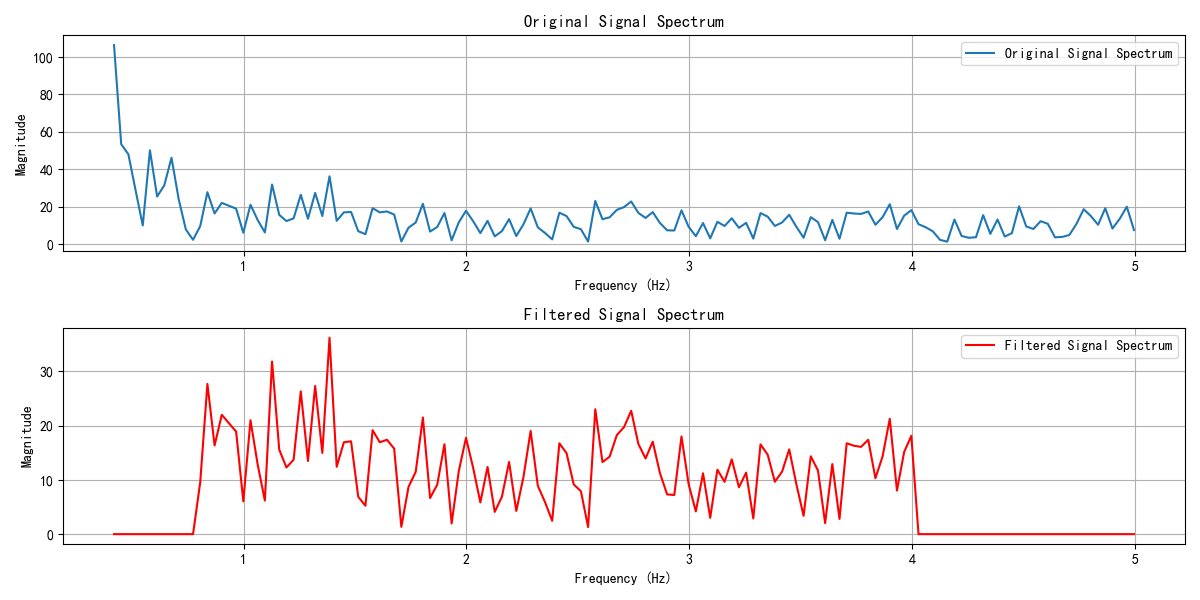 Original Signal Spectrum
Original Signal Spectrum
100
80
60
40
20
0
Magnitude
1
2
3
4
5
Frequency (Hz)
Filtered Signal Spectrum
Filtered Signal Spectrum
30
20
10
0
Magnitude
1
2
3
4
5
Frequency (Hz)